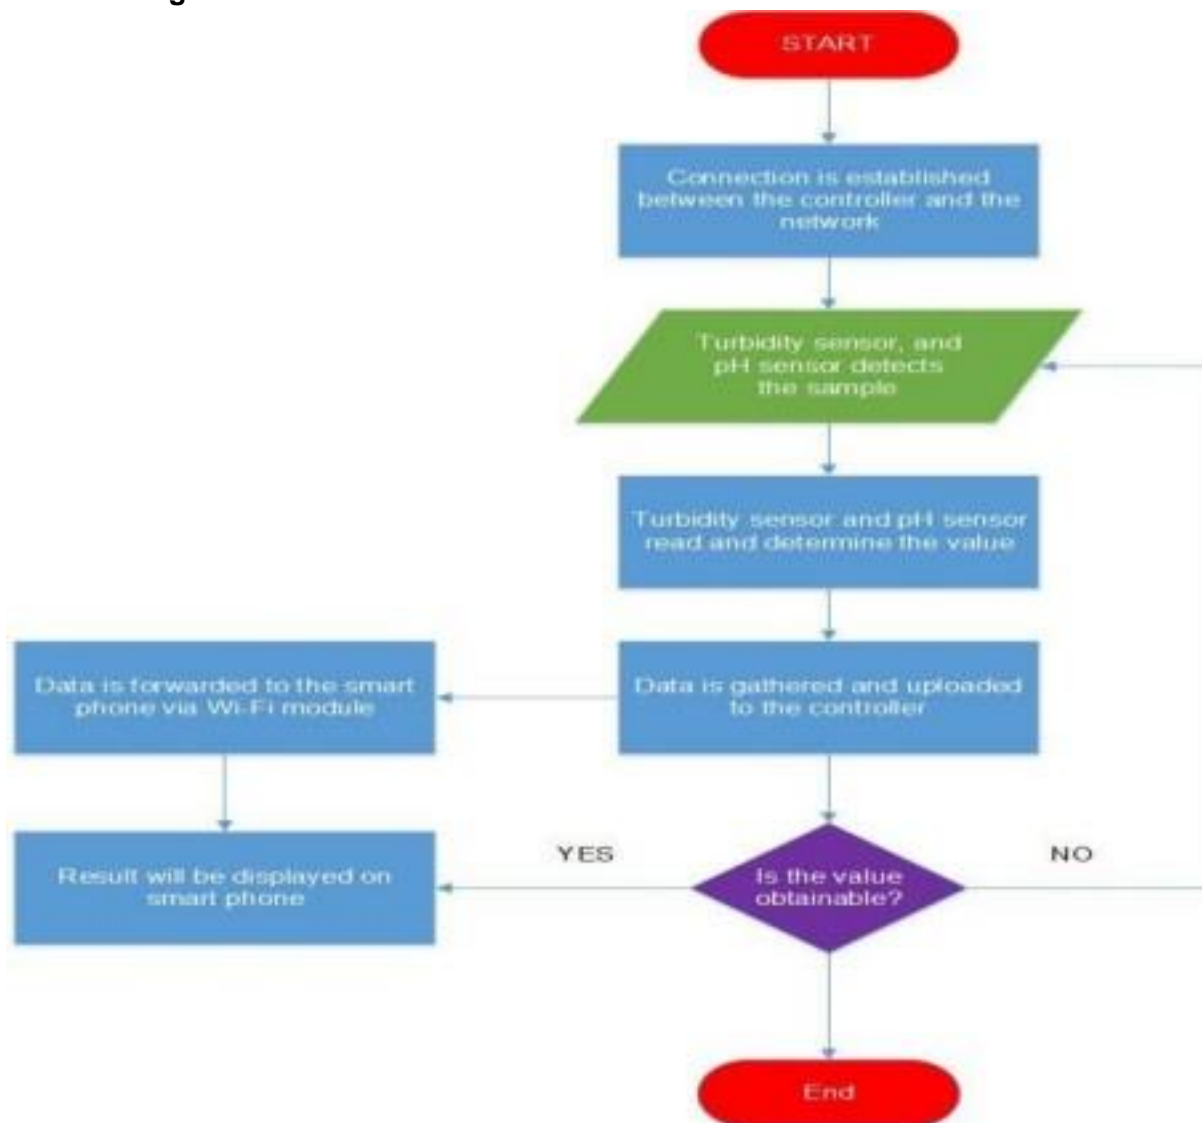 START
Connection is established
between the controller and the
network
Turbidity sensor, and
pH sensor detects
the sample
Turbidity sensor and pH sensor
read and determine the value
Data is forwarded to the smart
phone via Wi-Fi module
Data is gathered and uploaded
to the controller
Result will be displayed on
smart phone
YES
Is the value
obtainable?
NO
End